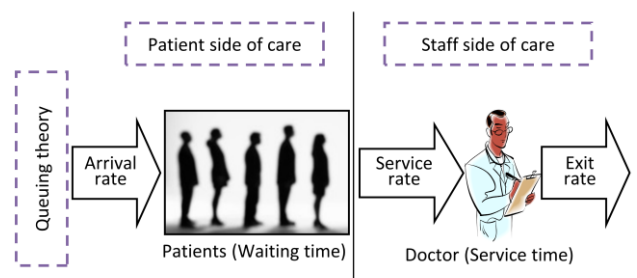 Patient side of care
Staff side of care
Queuing theory
Arrival
rate
Service
rate
Exit
rate
Patients (Waiting time)
Doctor (Service time)